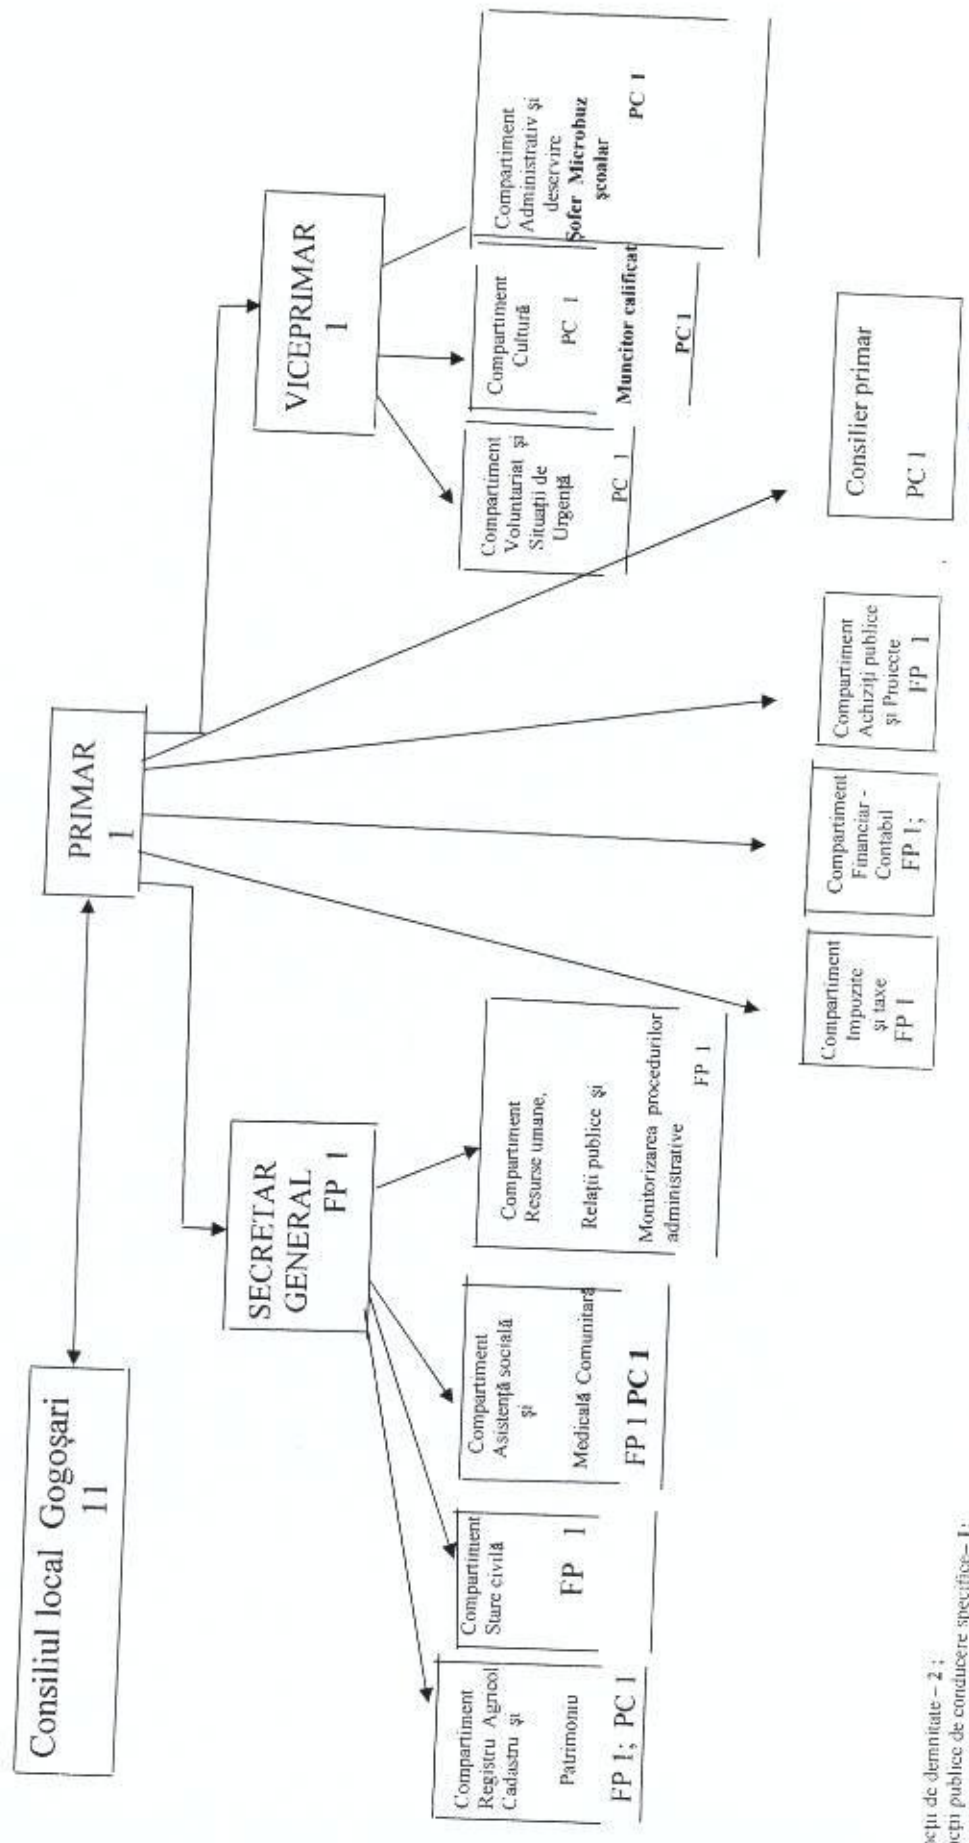 Consiliul local Gogoșari
11
PRIMAR
1
SECRETAR
GENERAL
FP 1
VICEPRIMAR
1
Compartiment
Registru Agricol
Cadastru și
Patrimoniu
FP 1; PC 1
Compartiment
Stare civilă
FP 1
Compartiment
Asistență socială
și
Medicală Comunitară
FP 1 PC 1
Compartiment
Resurse umane,
Relații publice și
Monitorizarea procedurilor
administrative
FP 1
Compartiment
Voluntariat și
Situații de
Urgență
PC 1
Compartiment
Cultură
PC 1
Muncitor calificat
PC 1
Compartiment
Administrativ și
deservire
Șofer Microbuz
școalar
PC 1
Compartiment
Impozite
și taxe
FP 1
Compartiment
Financiar -
Contabil
FP 1;
Compartiment
Achiziți publice
și Proiecte
FP 1
Consilier primar
PC 1
de demnitate – 2 ;
publice de conducere specifice– 1;